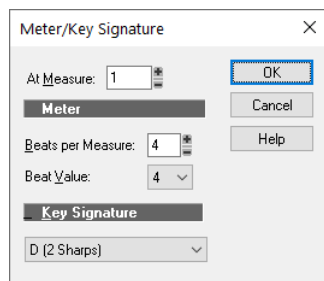 Meter/Key Signature
At Measure: 1
OK
Meter
Cancel
Beats per Measure: 4
Help
Beat Value: 4
Key Signature
D (2 Sharps)